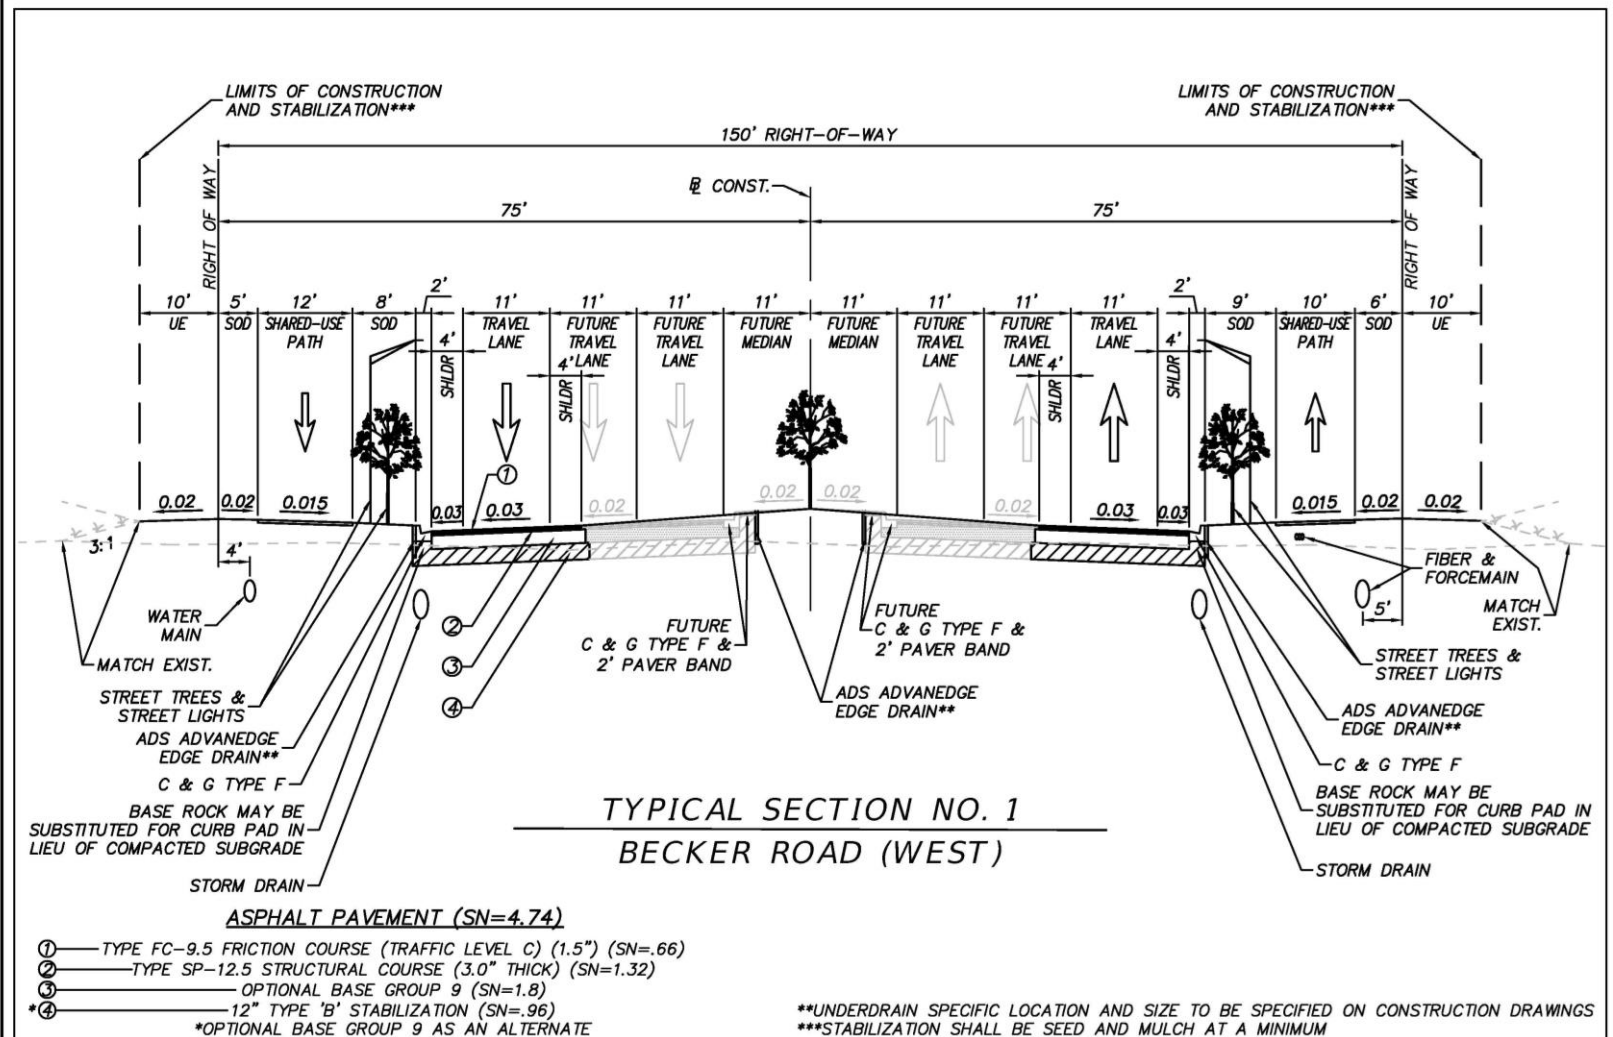 LIMITS OF CONSTRUCTION
AND STABILIZATION***
LIMITS OF CONSTRUCTION
AND STABILIZATION***
150' RIGHT-OF-WAY
℄ CONST.
75'
75'
RIGHT OF WAY
RIGHT OF WAY
2'
2'
10'
5'
12'
8'
11'
11'
11'
11'
11'
11'
11'
11'
9'
10'
6'
10'
UE
SOD
SHARED-USE
PATH
SOD
TRAVEL
LANE
FUTURE
TRAVEL
LANE
FUTURE
TRAVEL
LANE
FUTURE
MEDIAN
FUTURE
MEDIAN
FUTURE
TRAVEL
LANE
FUTURE
TRAVEL
LANE
TRAVEL
LANE
SOD
SHARED-USE
PATH
SOD
UE
4'
SHLDR
4'
SHLDR
4'
SHLDR
4'
SHLDR
1
0.02
0.02
0.015
0.03
0.03
0.02
0.02
0.02
0.02
0.03
0.03
0.015
0.02
0.02
3:1
4'
WATER
MAIN
MATCH EXIST.
STREET TREES &
STREET LIGHTS
ADS ADVANEDGE
EDGE DRAIN**
C & G TYPE F
BASE ROCK MAY BE
SUBSTITUTED FOR CURB PAD IN
LIEU OF COMPACTED SUBGRADE
STORM DRAIN
2
3
4
FUTURE
C & G TYPE F &
2' PAVER BAND
FUTURE
C & G TYPE F &
2' PAVER BAND
ADS ADVANEDGE
EDGE DRAIN**
FIBER &
FORCEMAIN
5'
MATCH
EXIST.
STREET TREES &
STREET LIGHTS
ADS ADVANEDGE
EDGE DRAIN**
C & G TYPE F
BASE ROCK MAY BE
SUBSTITUTED FOR CURB PAD IN
LIEU OF COMPACTED SUBGRADE
STORM DRAIN
TYPICAL SECTION NO. 1
BECKER ROAD (WEST)
ASPHALT PAVEMENT (SN=4.74)
1 TYPE FC-9.5 FRICTION COURSE (TRAFFIC LEVEL C) (1.5") (SN=.66)
2 TYPE SP-12.5 STRUCTURAL COURSE (3.0" THICK) (SN=1.32)
3 OPTIONAL BASE GROUP 9 (SN=1.8)
*4 12" TYPE 'B' STABILIZATION (SN=.96)
*OPTIONAL BASE GROUP 9 AS AN ALTERNATE
**UNDERDRAIN SPECIFIC LOCATION AND SIZE TO BE SPECIFIED ON CONSTRUCTION DRAWINGS
***STABILIZATION SHALL BE SEED AND MULCH AT A MINIMUM